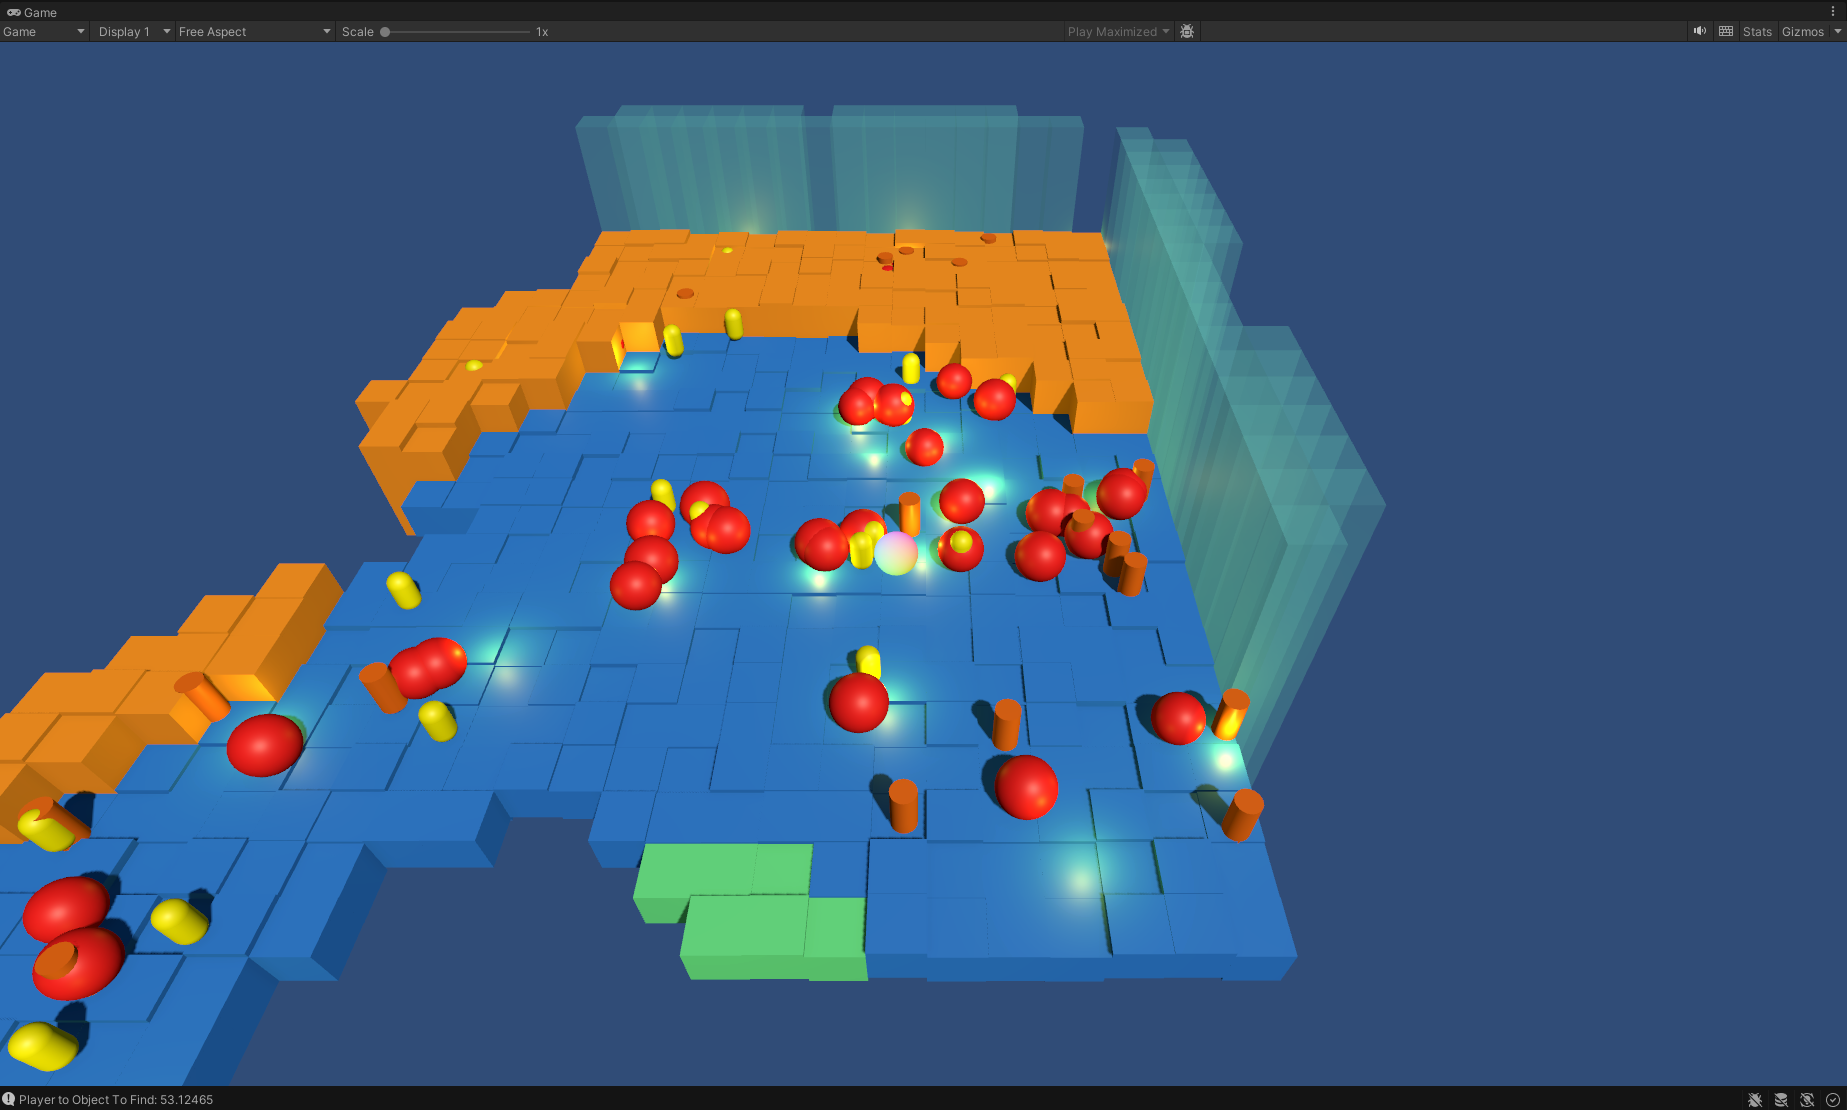 Game
Game Display 1 Free Aspect Scale 1x Play Maximized Stats Gizmos
Player to Object To Find: 53.12465